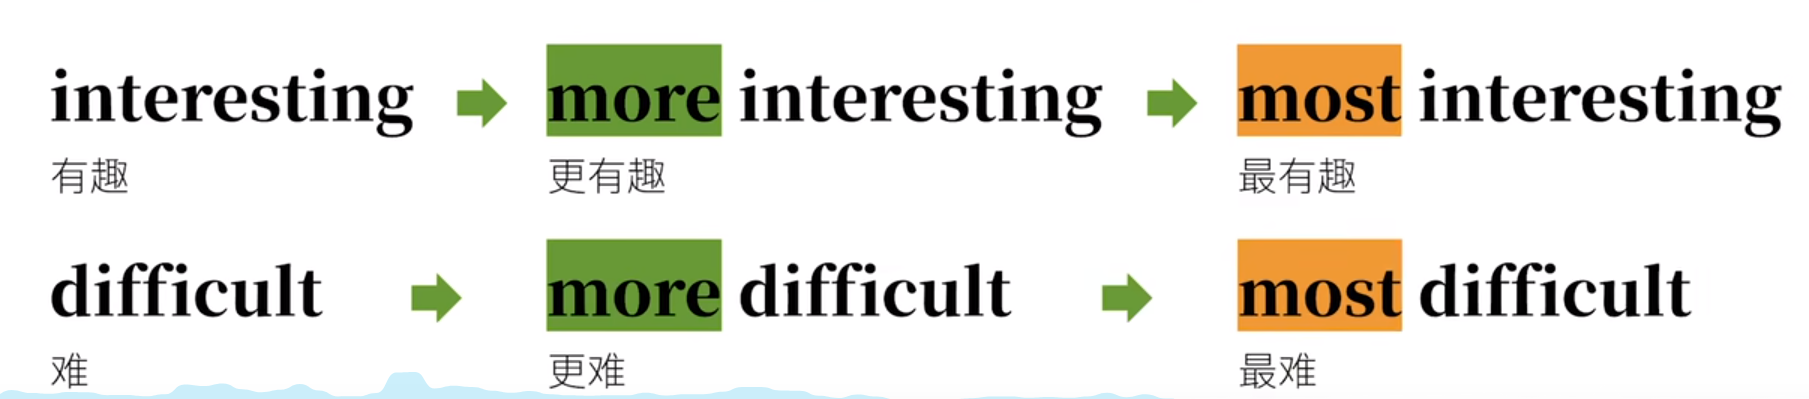 interesting more interesting most interesting
有趣 更有趣 最有趣
difficult more difficult most difficult
难 更难 最难